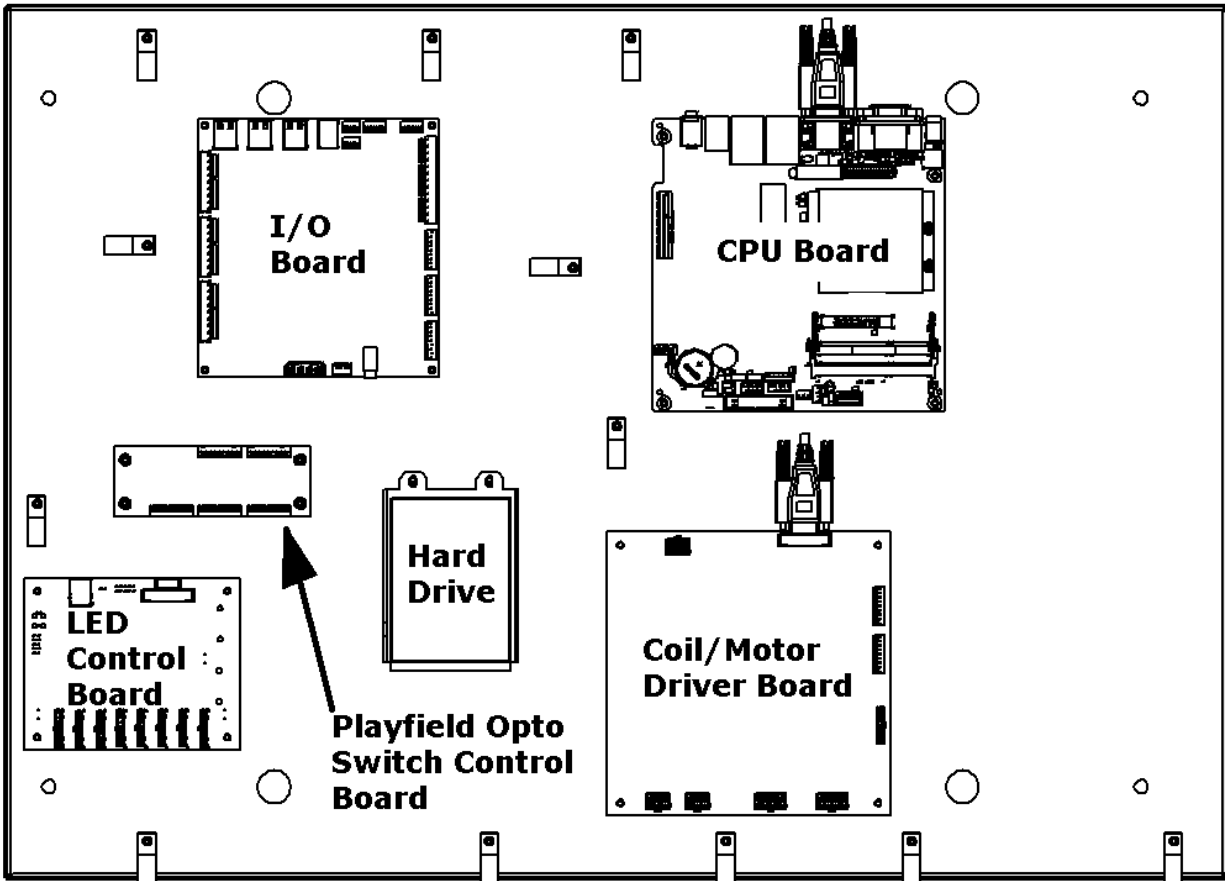 I/O
Board
CPU Board
Hard
Drive
LED
Control
Board
Coil/Motor
Driver Board
Playfield Opto
Switch Control
Board